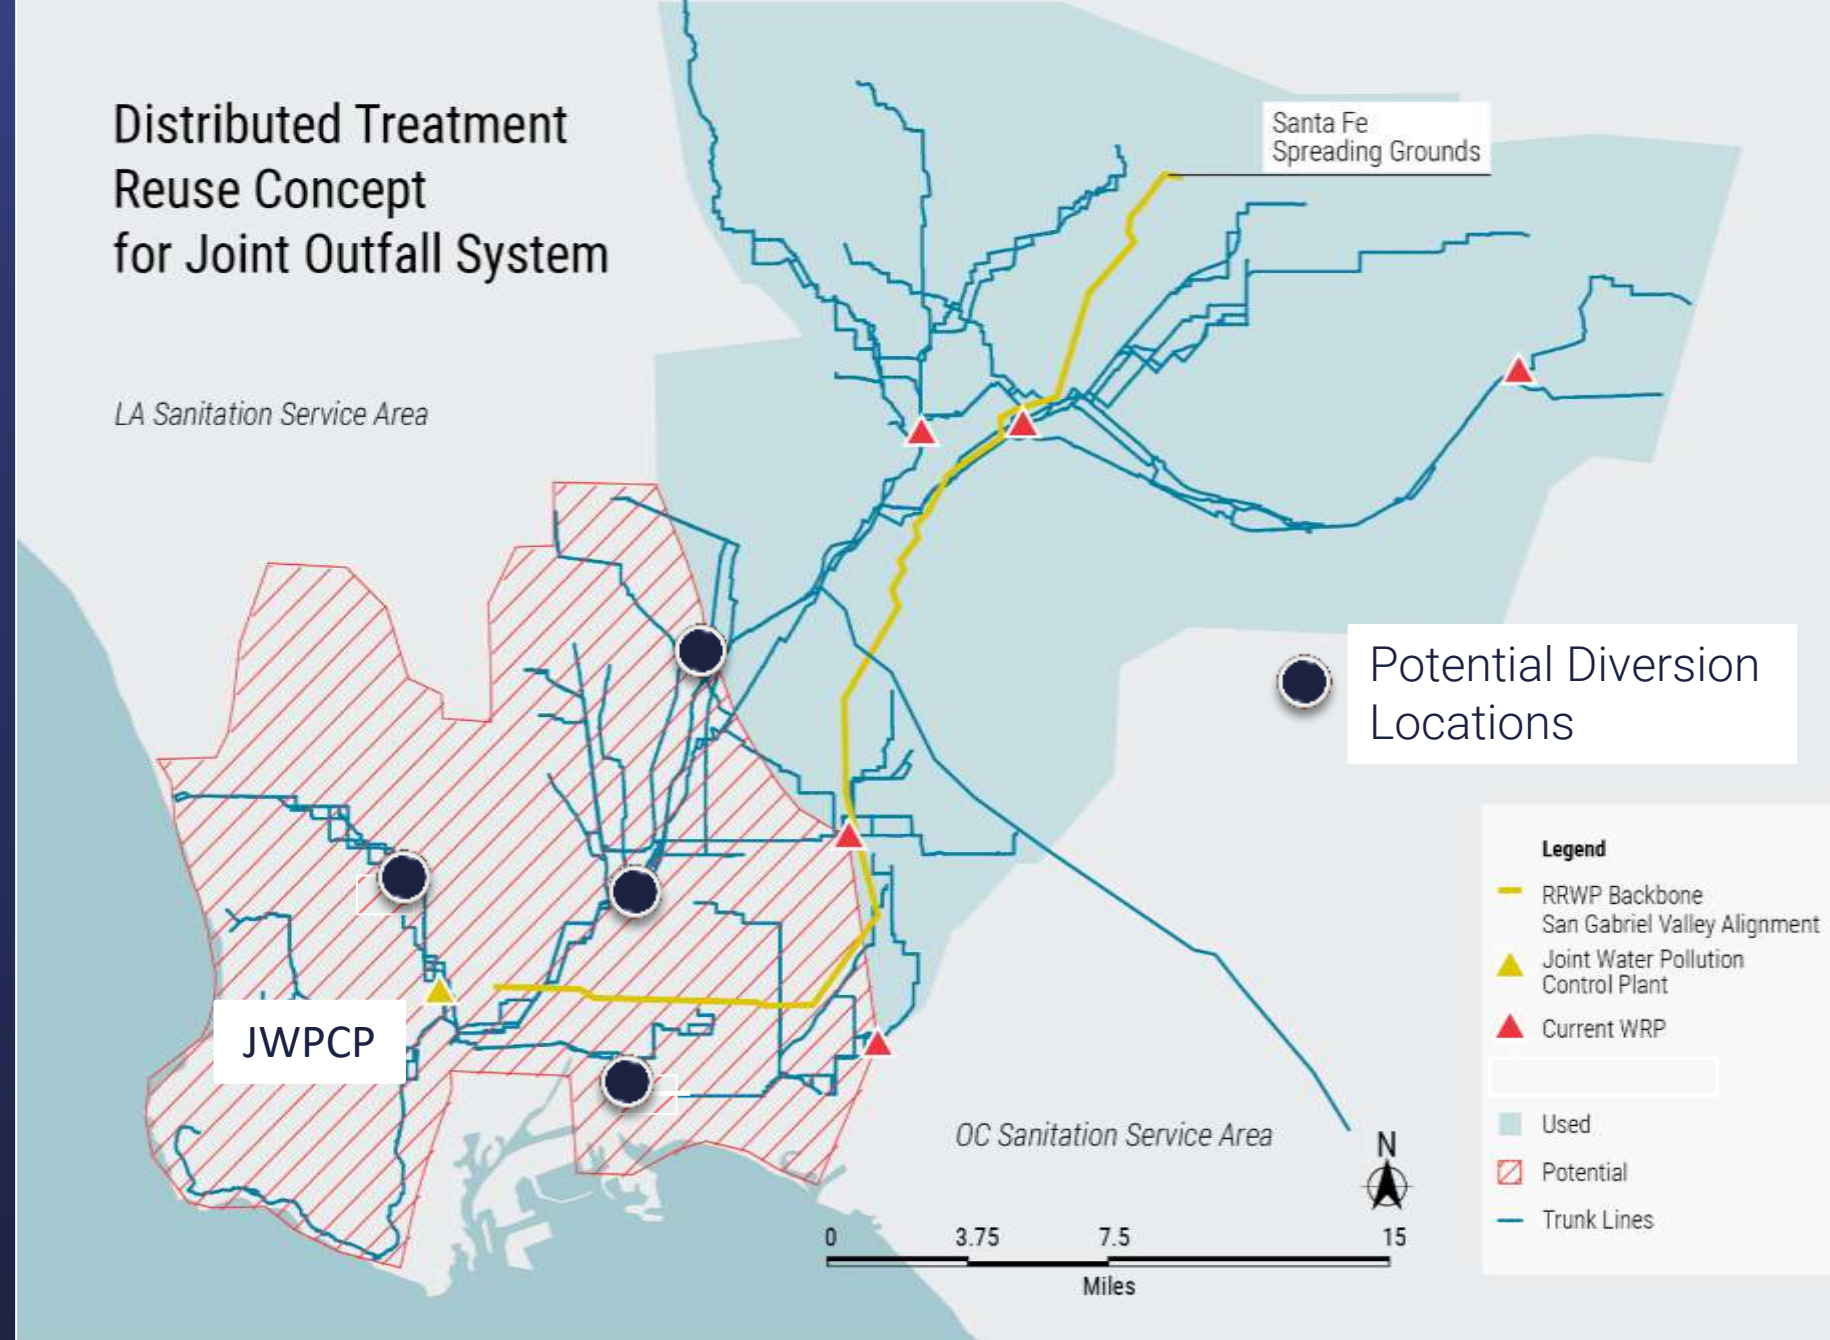 Distributed Treatment
Reuse Concept
for Joint Outfall System
Santa Fe
Spreading Grounds
LA Sanitation Service Area
Potential Diversion
Locations
Legend
RRWP Backbone
San Gabriel Valley Alignment
Joint Water Pollution
Control Plant
Current WRP
Used
Potential
Trunk Lines
JWPCP
OC Sanitation Service Area
N
0 3.75 7.5 15
Miles